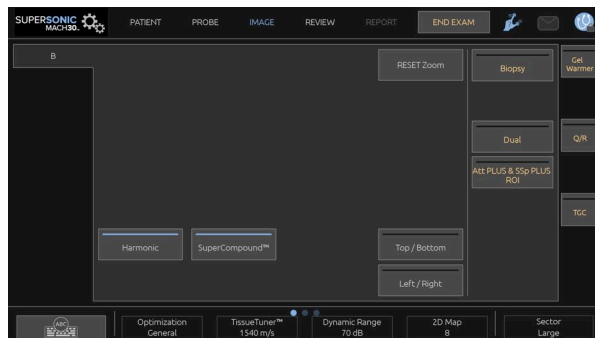 SUPERSONIC
MACH30.
PATIENT
PROBE
IMAGE
REVIEW
REPORT
END EXAM
B
RESET Zoom
Biopsy
Gel
Warmer
Dual
Q/R
Att PLUS & SSp PLUS
ROI
TGC
Harmonic
SuperCompound™
Top / Bottom
Left / Right
ABC
Optimization
General
TissueTuner™
1540 m/s
Dynamic Range
70 dB
2D Map
8
Sector
Large